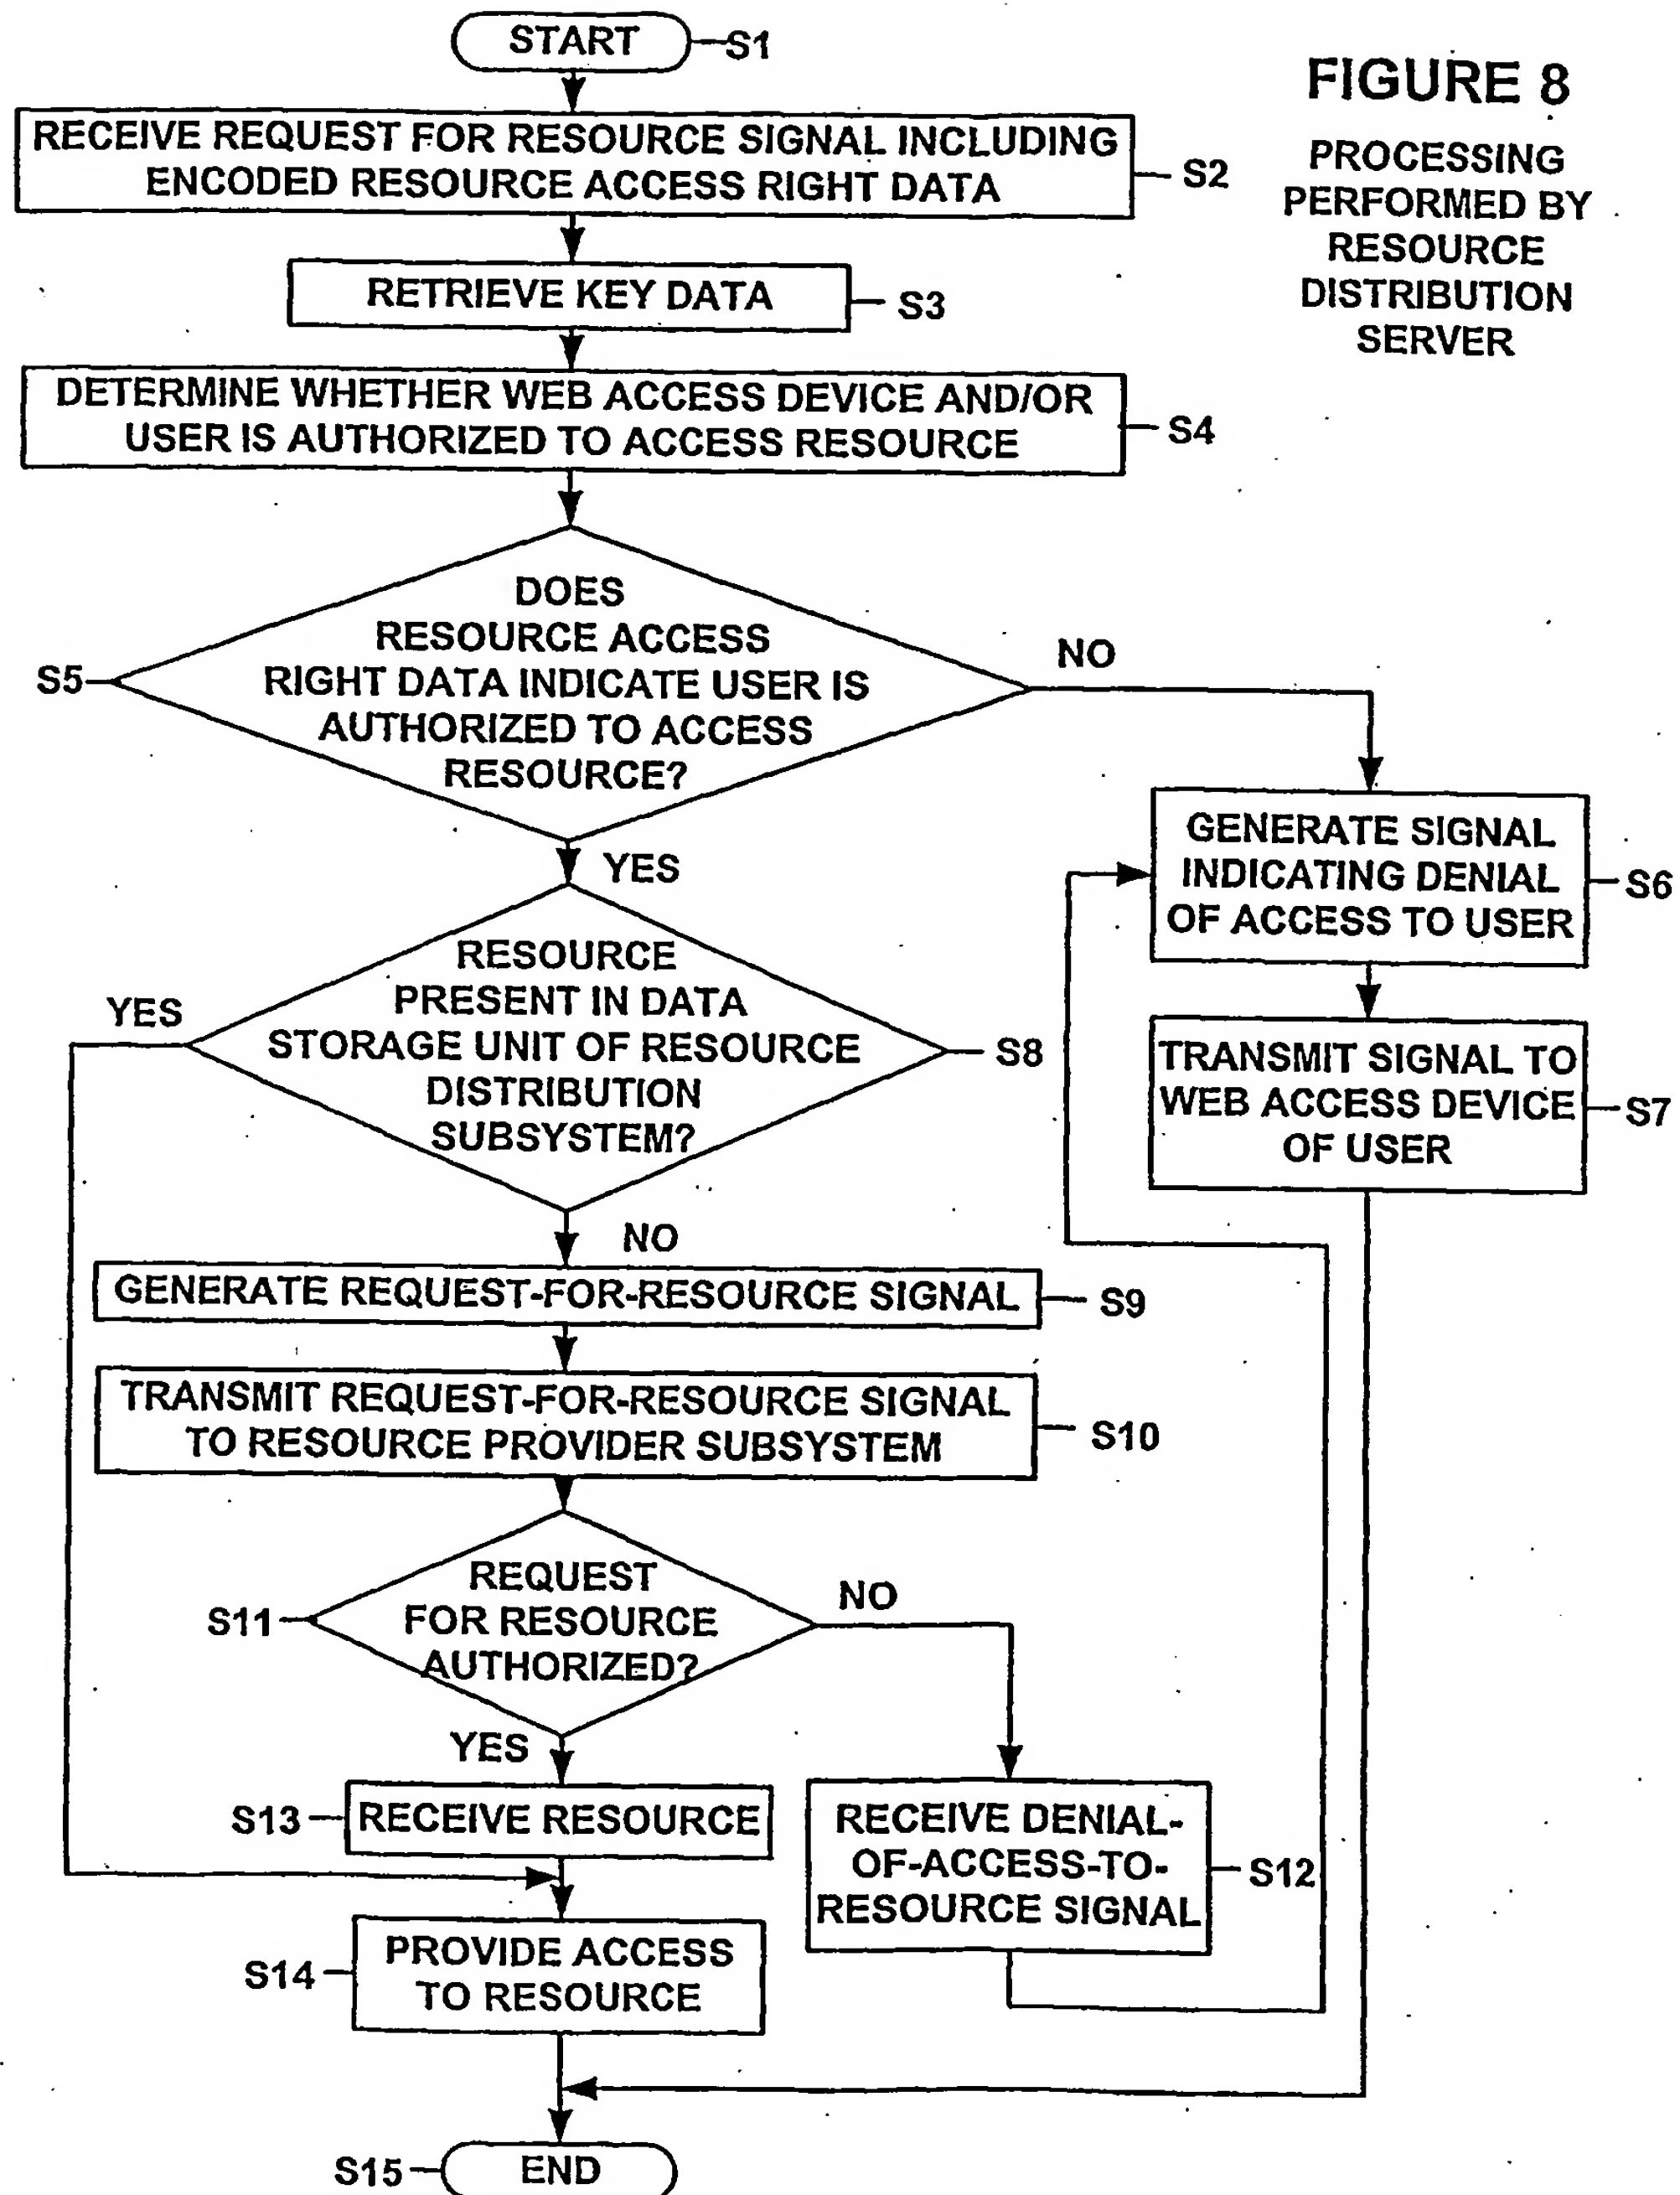 START
S1
FIGURE 8
PROCESSING
PERFORMED BY
RESOURCE
DISTRIBUTION
SERVER
RECEIVE REQUEST FOR RESOURCE SIGNAL INCLUDING
ENCODED RESOURCE ACCESS RIGHT DATA
S2
RETRIEVE KEY DATA
S3
DETERMINE WHETHER WEB ACCESS DEVICE AND/OR
USER IS AUTHORIZED TO ACCESS RESOURCE
S4
DOES
RESOURCE ACCESS
RIGHT DATA INDICATE USER IS
AUTHORIZED TO ACCESS
RESOURCE?
S5
NO
YES
GENERATE SIGNAL
INDICATING DENIAL
OF ACCESS TO USER
S6
TRANSMIT SIGNAL TO
WEB ACCESS DEVICE
OF USER
S7
RESOURCE
PRESENT IN DATA
STORAGE UNIT OF RESOURCE
DISTRIBUTION
SUBSYSTEM?
YES
S8
NO
GENERATE REQUEST-FOR-RESOURCE SIGNAL
S9
TRANSMIT REQUEST-FOR-RESOURCE SIGNAL
TO RESOURCE PROVIDER SUBSYSTEM
S10
REQUEST
FOR RESOURCE
AUTHORIZED?
S11
NO
YES
S13
RECEIVE RESOURCE
RECEIVE DENIAL-
OF-ACCESS-TO-
RESOURCE SIGNAL
S12
PROVIDE ACCESS
TO RESOURCE
S14
S15
END